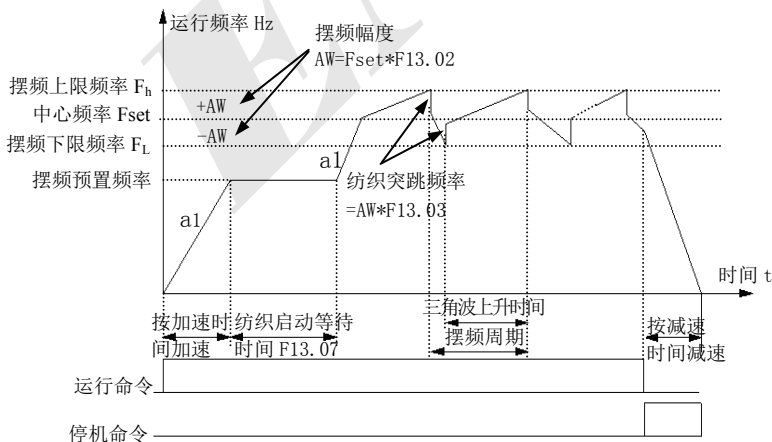 运行频率 Hz
摆频幅度
AW=Fset*F13.02
摆频上限频率 Fh
+AW
中心频率 Fset
-AW
摆频下限频率 FL
a1
摆频预置频率
纺织突跳频率
=AW*F13.03
a1
时间 t
三角波上升时间
按加速时
间加速
纺织启动等待
时间 F13.07
摆频周期
按减速
时间减速
运行命令
停机命令